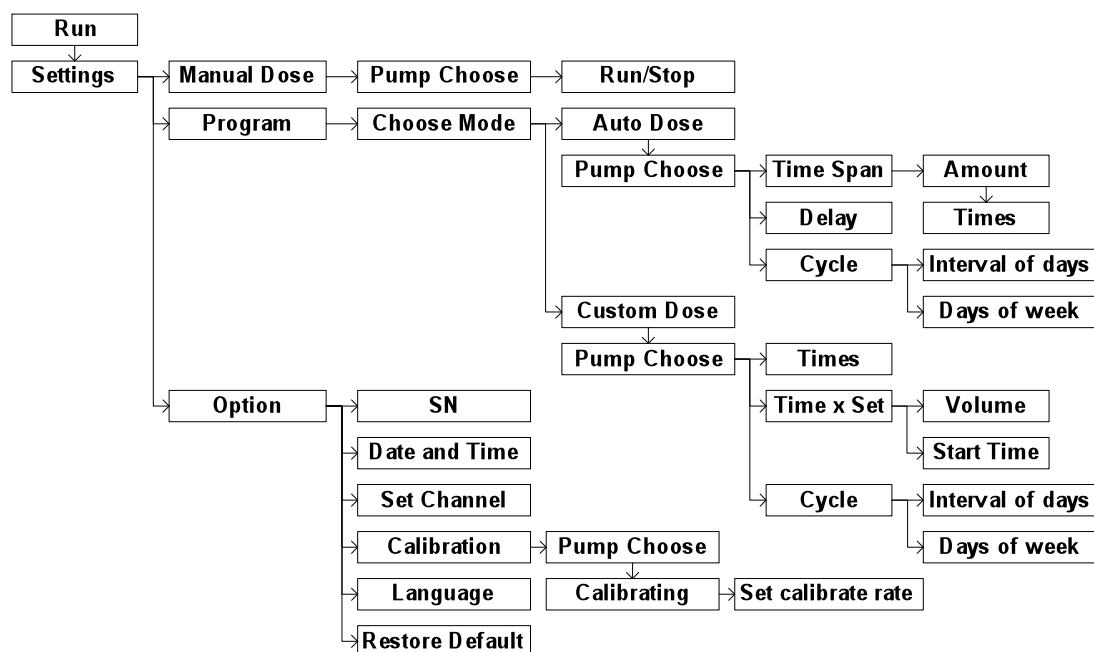 Run
Settings
Manual Dose
Pump Choose
Run/Stop
Program
Choose Mode
Auto Dose
Pump Choose
Time Span
Amount
Delay
Times
Cycle
Interval of days
Days of week
Custom Dose
Pump Choose
Times
Option
SN
Time x Set
Volume
Date and Time
Start Time
Set Channel
Cycle
Interval of days
Calibration
Pump Choose
Days of week
Language
Calibrating
Set calibrate rate
Restore Default